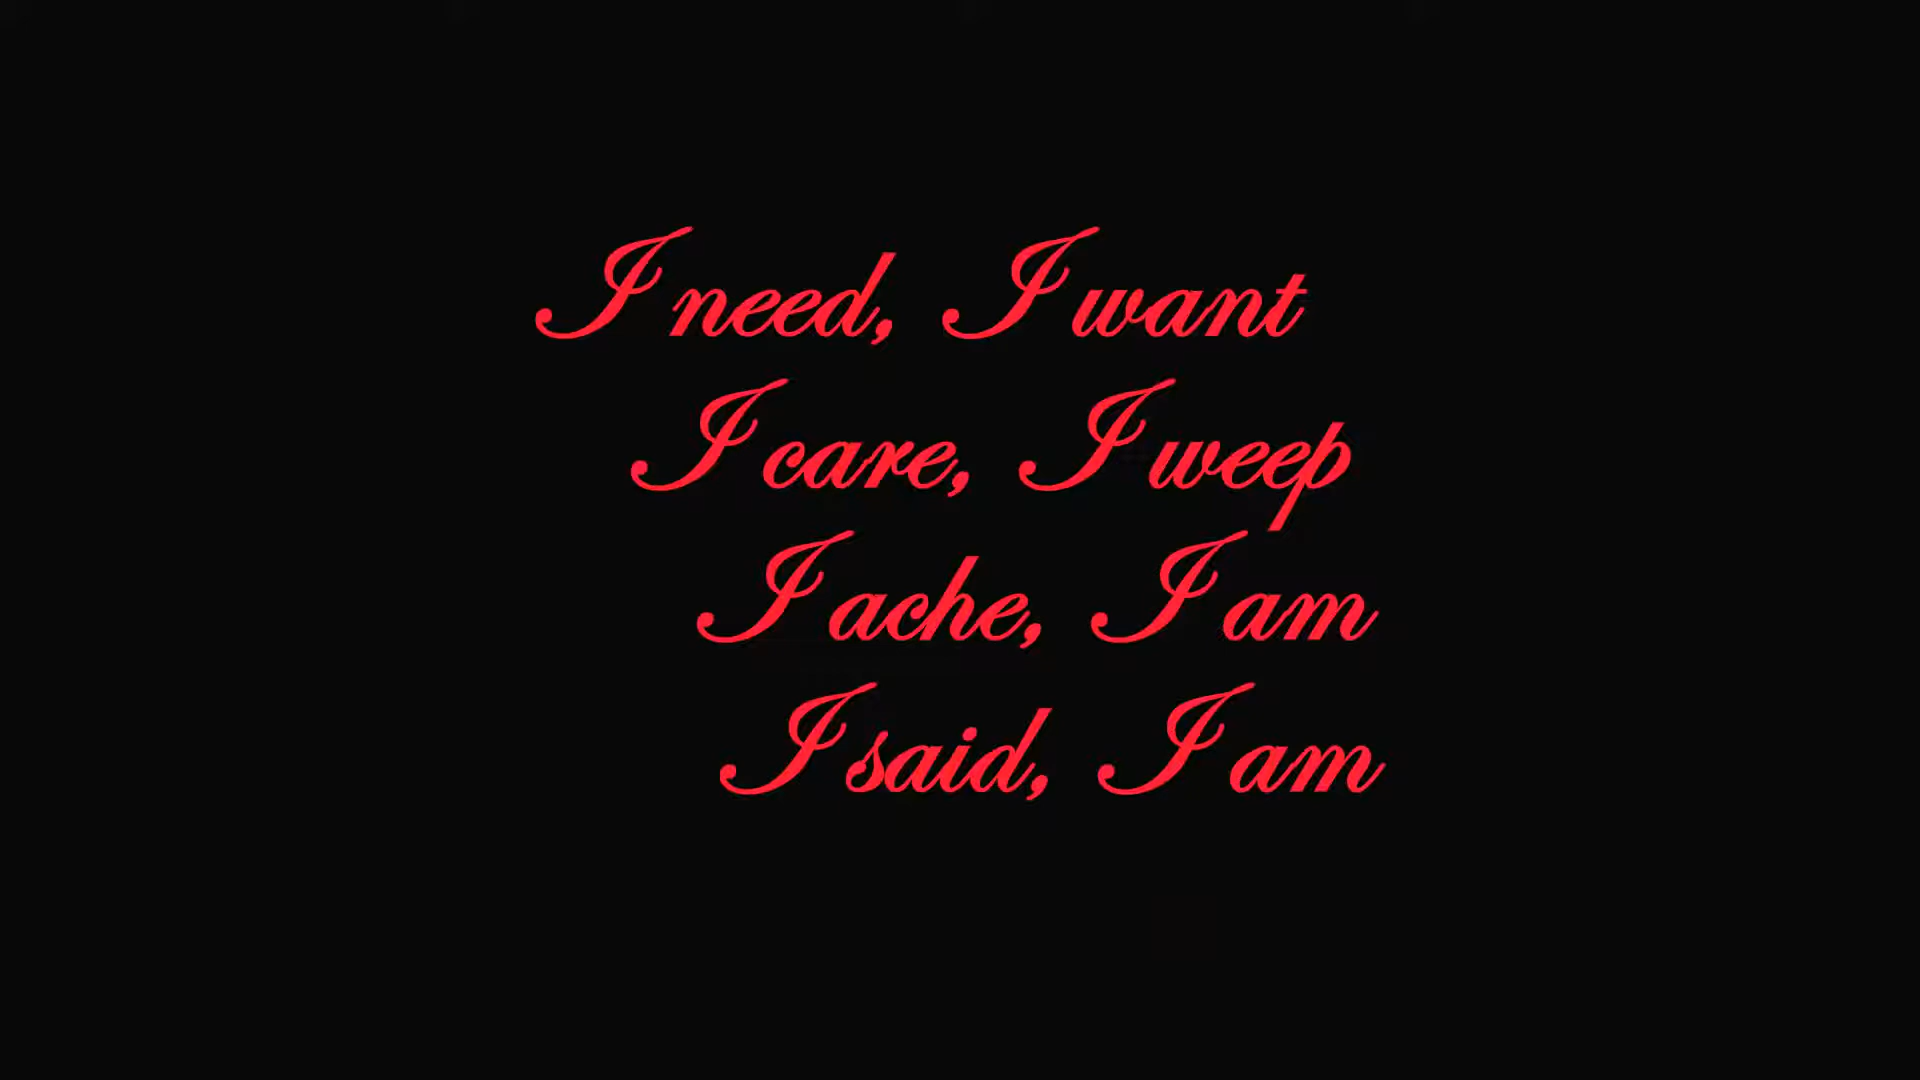 I need, I want
I care, I weep
I ache, I am
I said, I am